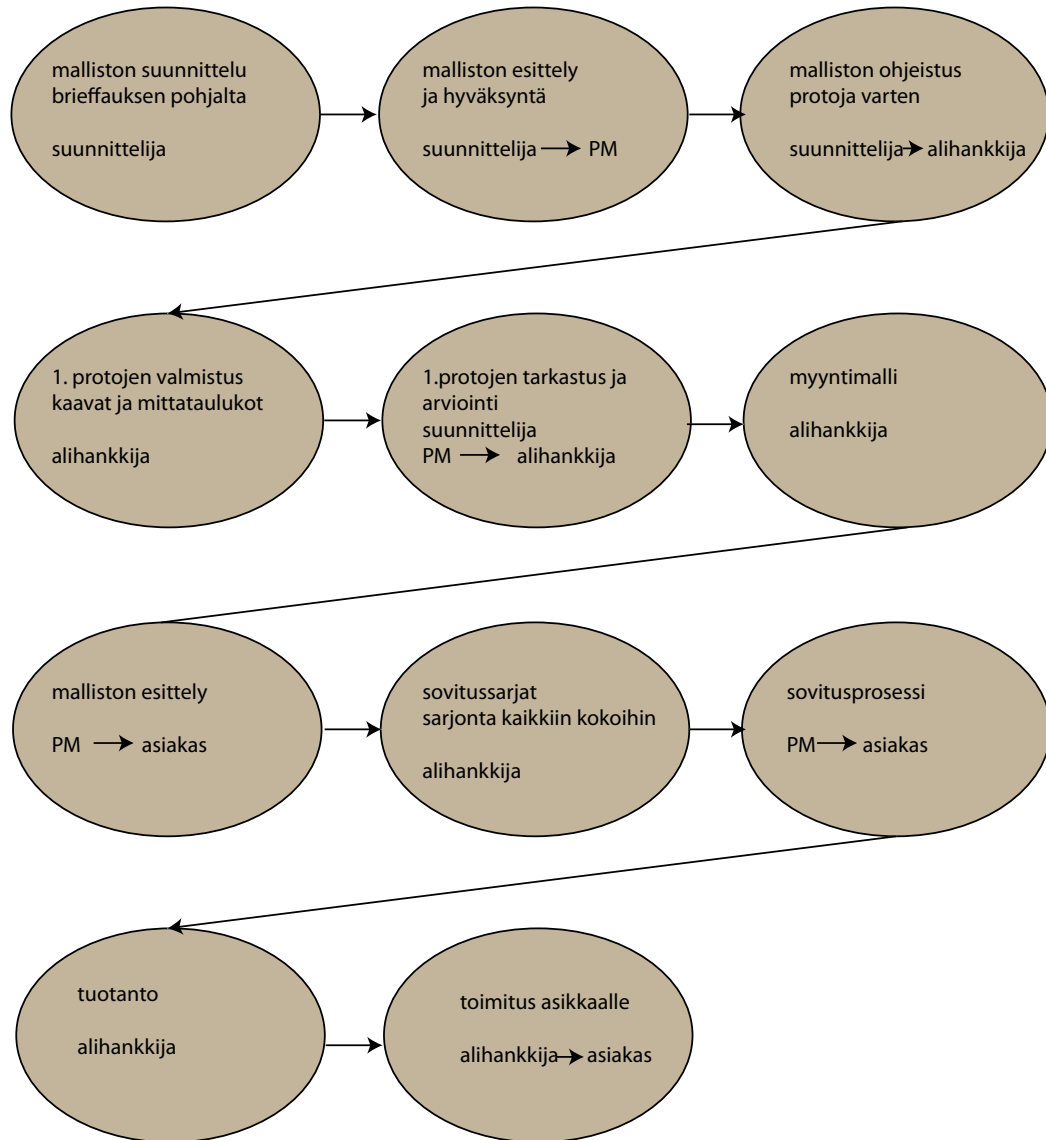 malliston suunnittelu
brieffauksen pohjalta
suunnittelija
malliston esittely
ja hyväksyntä
suunnittelija PM
malliston ohjeistus
protoja varten
suunnittelija alihankkija
1. protojen valmistus
kaavat ja mittataulukot
alihankkija
1.protojen tarkastus ja
arviointi
suunnittelija
PM alihankkija
myyntimalli
alihankkija
malliston esittely
PM asiakas
sovitussarjat
sarjonta kaikkiin kokoihin
alihankkija
sovitusprosessi
PM asiakas
tuotanto
alihankkija
toimitus asikkaalle
alihankkija asiakas